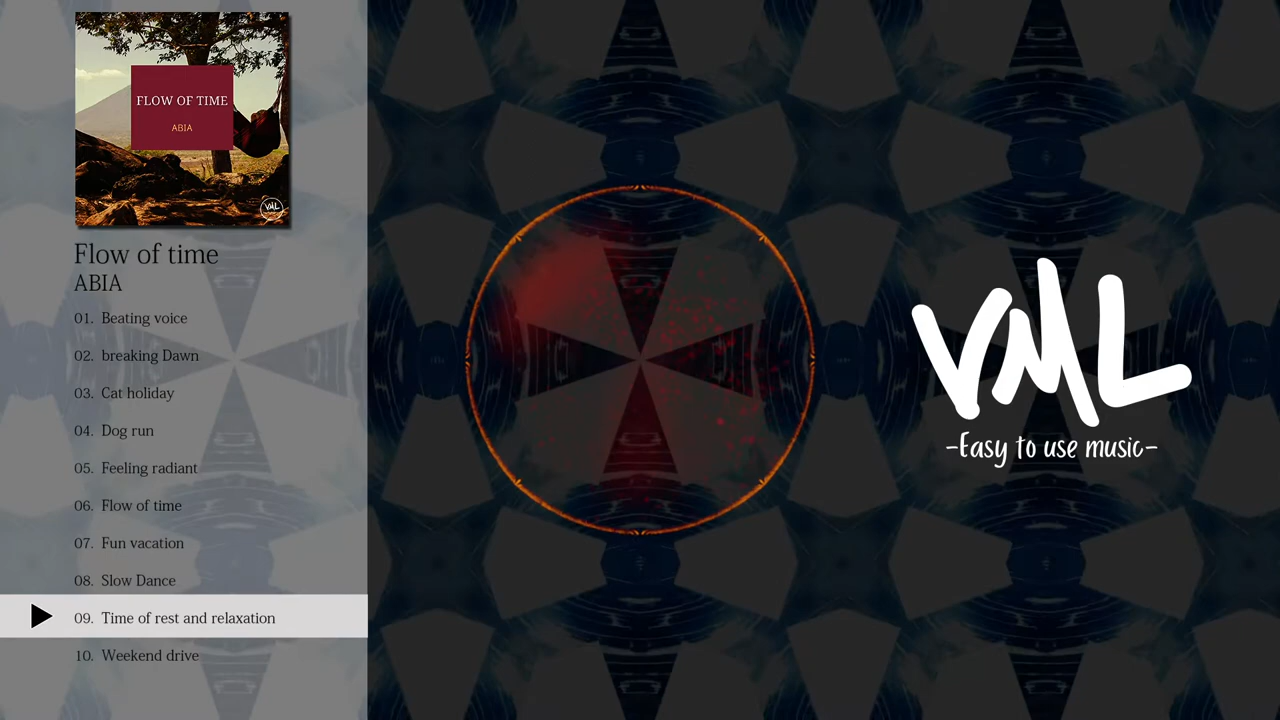 FLOW OF TIME
ABIA
VML
Flow of time
ABIA
01. Beating voice
02. breaking Dawn
03. Cat holiday
04. Dog run
05. Feeling radiant
06. Flow of time
07. Fun vacation
08. Slow Dance
09. Time of rest and relaxation
10. Weekend drive
VML
-Easy to use music-